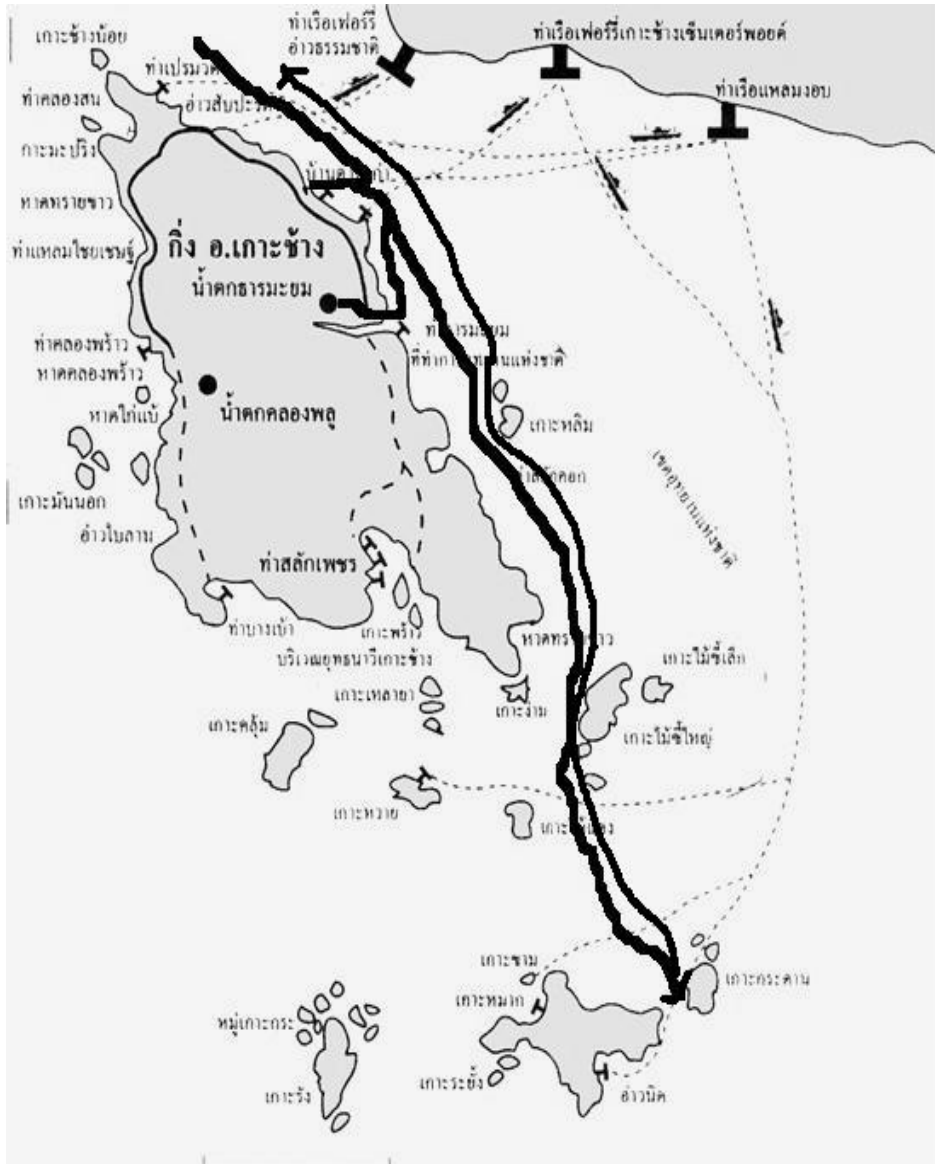 เกาะช้างน้อย
ท่าเรือเฟอร์รี่
อ่าวธรรมชาติ
ท่าเรือเฟอร์รี่เกาะช้างเซ็นเตอร์พอยต์
ท่าเรือแหลมงอบ
ท่าคลองสน
หาดทรายขาว
ท่าแหลมไชยเชษฐ์
กิ่ง อ.เกาะช้าง
น้ำตกธารมะยม
ท่าคลองพร้าว
หาดคลองพร้าว
หาดไก่แบ้
น้ำตกคลองพลู
เกาะหลิม
เกาะมันนอก
อ่าวใบลาน
เขตอุทยานแห่งชาติ
ท่าสลักเพชร
ท่าบางเบ้า
เกาะพร้าว
บริเวณยุทธนาวีเกาะช้าง
เกาะเหลายา
เกาะง่าม
เกาะไม้ซี้เล็ก
เกาะไม้ซี้ใหญ่
เกาะคลุ้ม
เกาะหวาย
เกาะขาม
เกาะหมาก
เกาะกระดาน
หมู่เกาะกระ
เกาะรัง
เกาะระยั้ง
อ่าวนิด